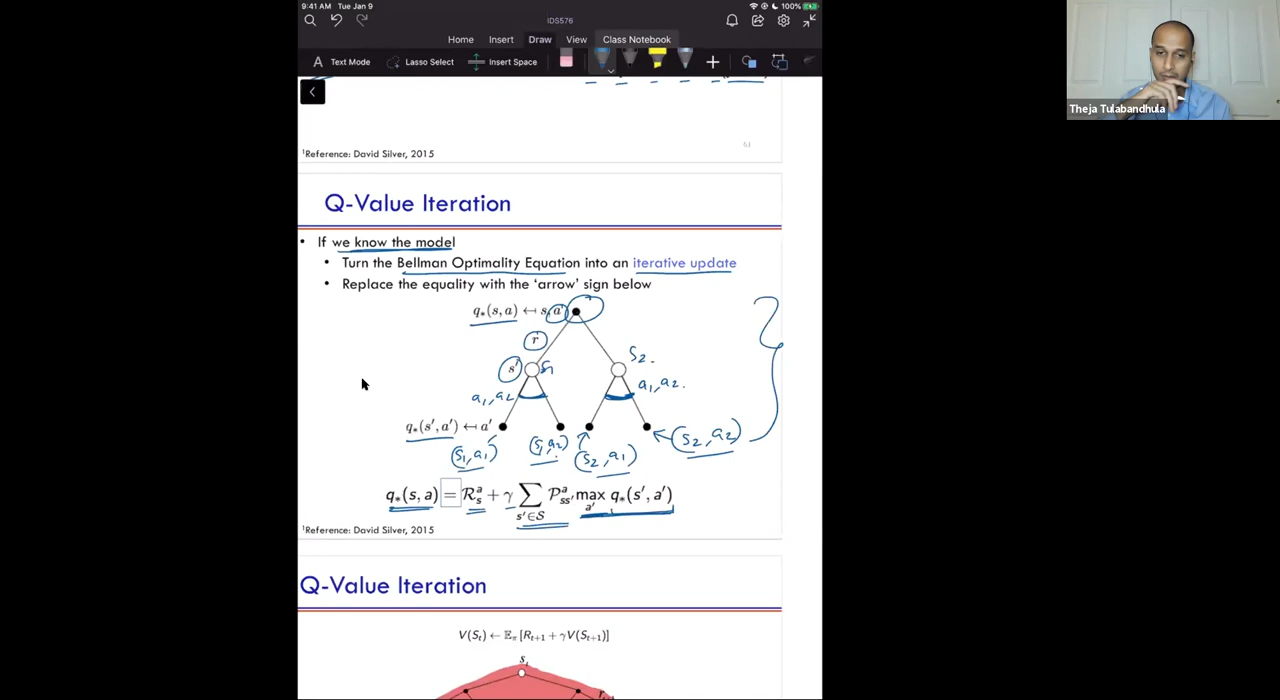 9:41 AM Tue Jan 9
100%
IDS576
Home Insert Draw View Class Notebook
Text Mode Lasso Select Insert Space
Theja Tulabandhula
¹Reference: David Silver, 2015
61
Q-Value Iteration
• If we know the model
• Turn the Bellman Optimality Equation into an iterative update
• Replace the equality with the 'arrow' sign below
q*(s, a) ↤ s, a
r
s' s1 s2
a1, a2 a1, a2
q*(s', a') ↤ a'
(s1, a1) (s1, a2) (s2, a1) (s2, a2)
q*(s, a) = R^a_s + γ ∑_{s'∈S} P^a_{ss'} max_{a'} q*(s', a')
¹Reference: David Silver, 2015
Q-Value Iteration
V(S_t) ← E_π [R_{t+1} + γV(S_{t+1})]
s_t